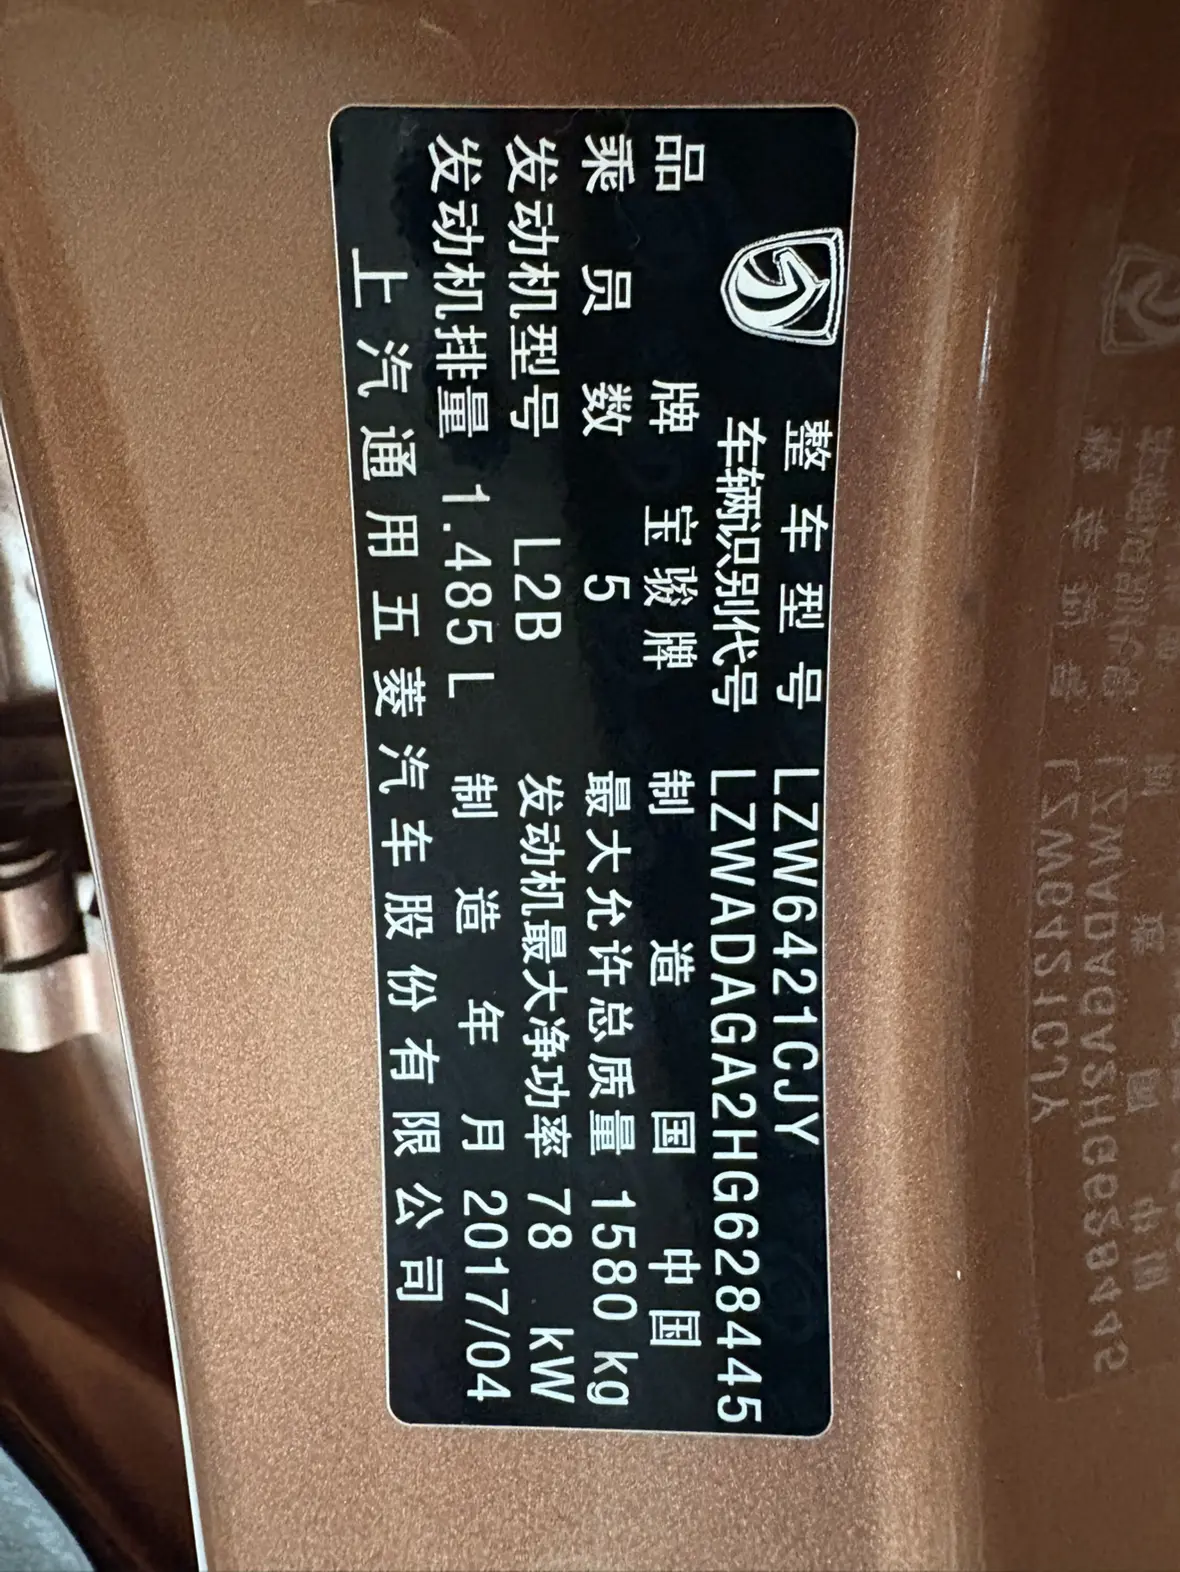 整车型号 LZW6421CJY
车辆识别代号 LZWADAGA2HG628445
品牌 宝骏牌 制造国 中国
乘员数 5 最大允许总质量 1580 kg
发动机型号 L2B 发动机最大净功率 78 kW
发动机排量 1.485 L 制造年月 2017/04
上汽通用五菱汽车股份有限公司